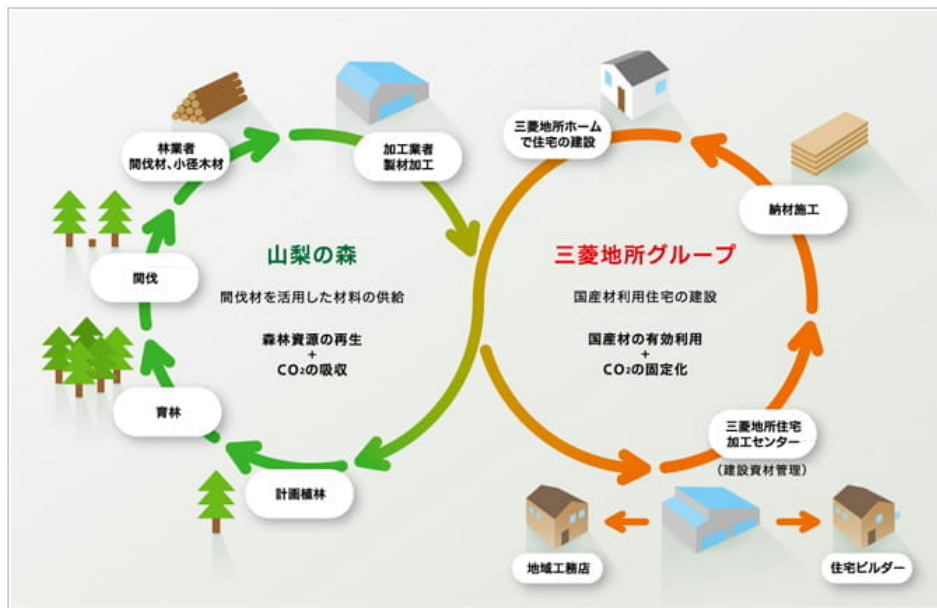 林業者
間伐材、小径木材
加工業者
製材加工
三菱地所ホーム
で住宅の建設
納材施工
間伐
山梨の森
間伐材を活用した材料の供給
森林資源の再生
+
CO₂の吸収
三菱地所グループ
国産材利用住宅の建設
国産材の有効利用
+
CO₂の固定化
育林
計画植林
三菱地所住宅
加工センター
(建設資材管理)
地域工務店
住宅ビルダー